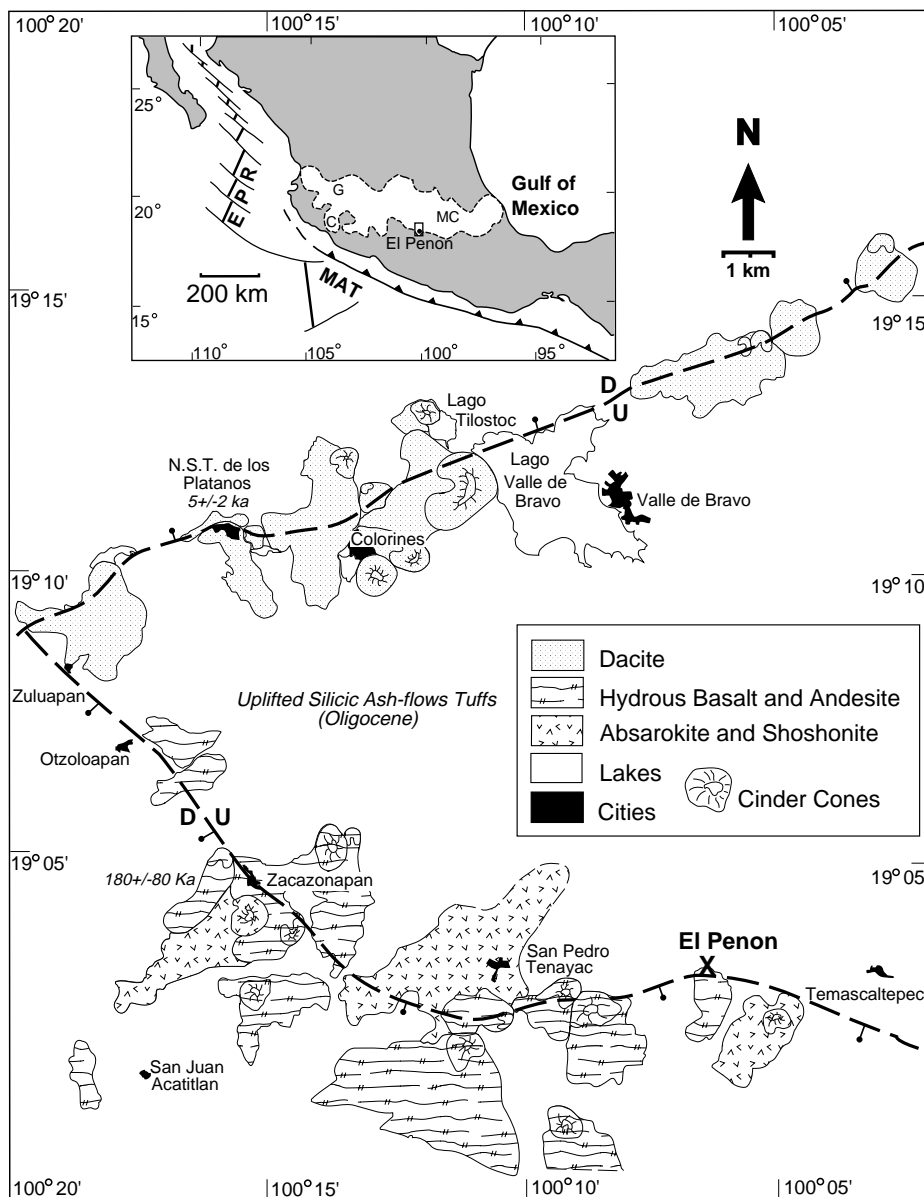 100° 20'
100° 15'
100° 10'
100° 05'
25°
20°
15°
E P R
G
C
MC
El Penon
Gulf of
Mexico
200 km
MAT
110°
105°
100°
95°
N
1 km
19° 15'
19° 15'
D
U
Lago
Tilostoc
N.S.T. de los
Platanos
5+/-2 ka
Lago
Valle de
Bravo
Valle de Bravo
Colorines
19° 10'
19° 10'
Zuluapan
Uplifted Silicic Ash-flows Tuffs
(Oligocene)
Otzoloapan
Dacite
Hydrous Basalt and Andesite
Absarokite and Shoshonite
Lakes
Cities
Cinder Cones
D U
19° 05'
19° 05'
180+/-80 Ka
Zacazonapan
San Pedro
Tenayac
El Penon
X
Temascaltepec
San Juan
Acatitlan
100° 20'
100° 15'
100° 10'
100° 05'